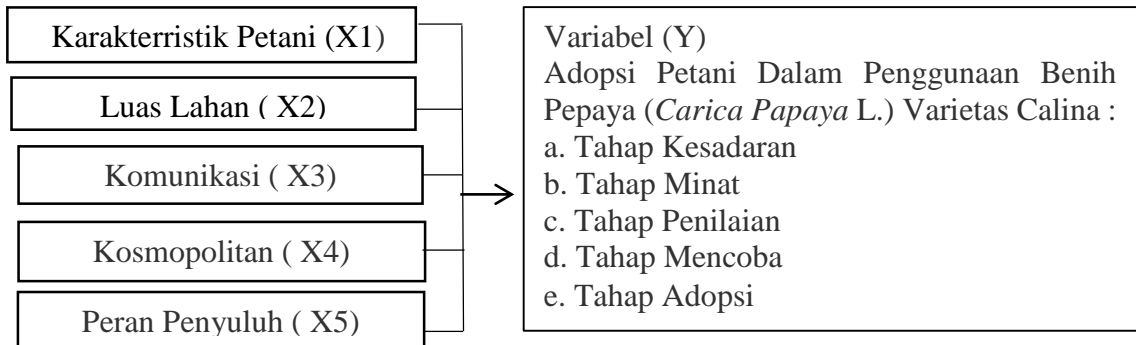 Karakterristik Petani (X1)
Luas Lahan ( X2)
Komunikasi ( X3)
Kosmopolitan ( X4)
Peran Penyuluh ( X5)
Variabel (Y)
Adopsi Petani Dalam Penggunaan Benih
Pepaya (Carica Papaya L.) Varietas Calina :
a. Tahap Kesadaran
b. Tahap Minat
c. Tahap Penilaian
d. Tahap Mencoba
e. Tahap Adopsi